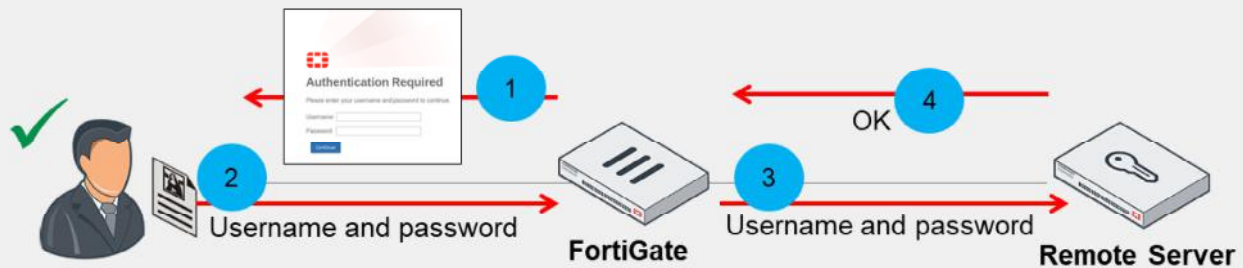 Authentication Required
Please enter your username and password to continue.
Username
Password
Continue
1
4
OK
2
Username and password
3
Username and password
FortiGate
Remote Server